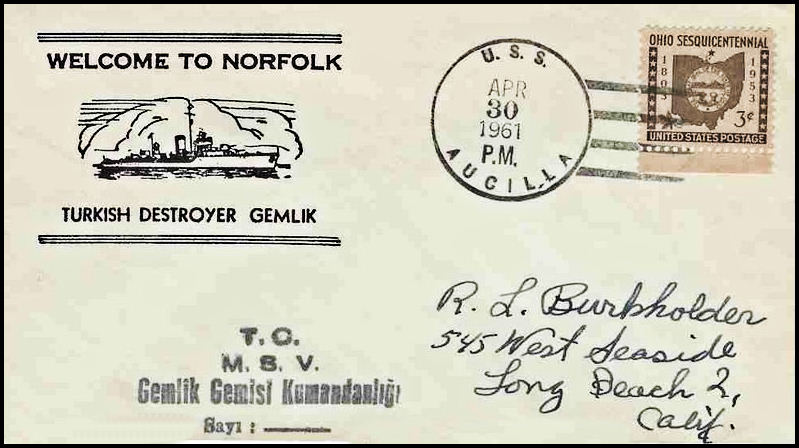 WELCOME TO NORFOLK
TURKISH DESTROYER GEMLIK
U.S.S.
APR
30
1961
P.M.
AUCILLA
OHIO SESQUICENTENNIAL
1803
1953
3¢
UNITED STATES POSTAGE
T.C.
M.S.V.
Gemlik Gemisi Kumandanlığı
Sayı :
R. L. Burkholder
545 West Seaside
Long Beach 2,
Calif.